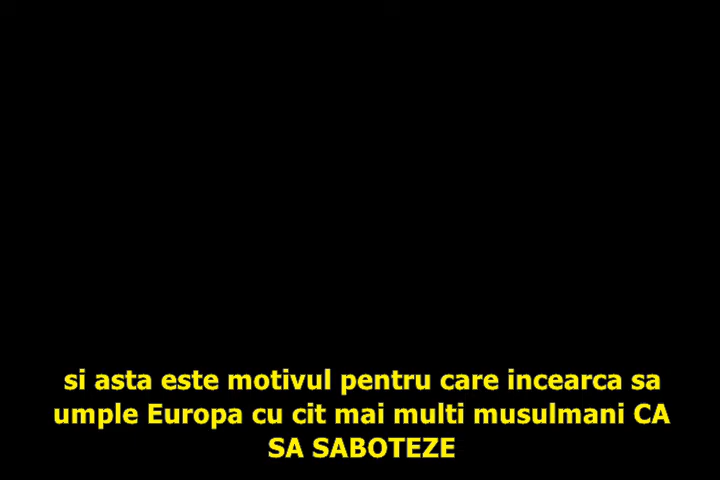 si asta este motivul pentru care incearca sa
umple Europa cu cit mai multi musulmani CA
SA SABOTEZE